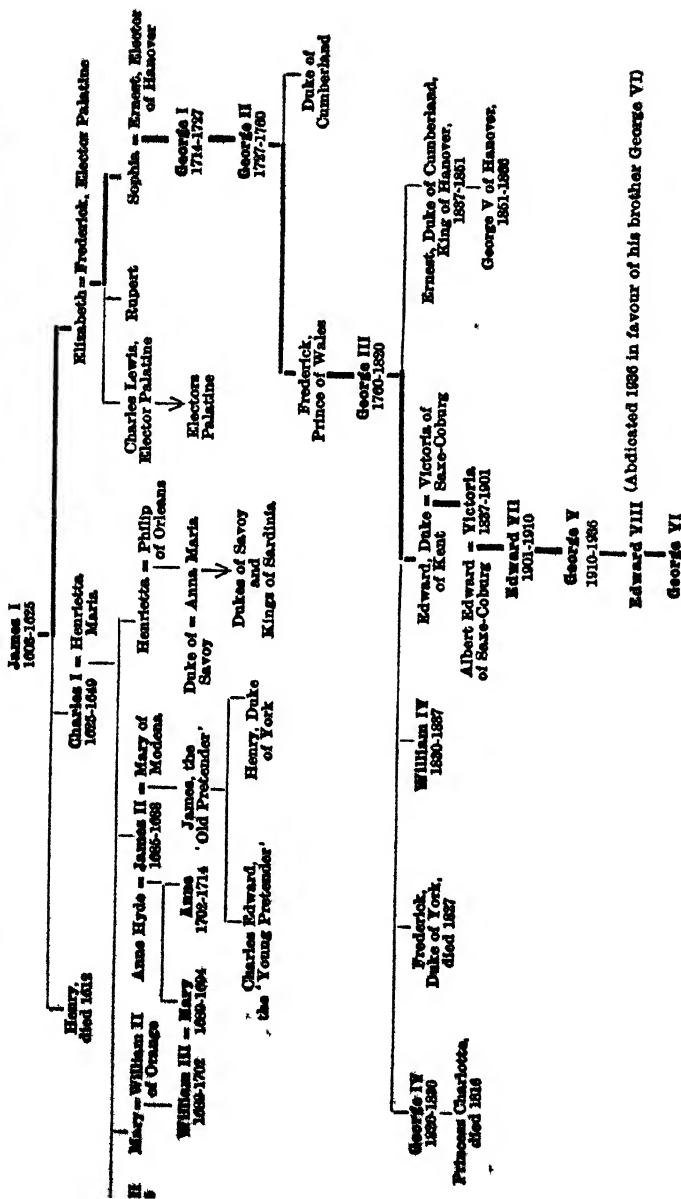 James I
1603-1625
Henry,
died 1612
Charles I = Henrietta
1625-1649 Maria
Elizabeth = Frederick, Elector Palatine
II
Mary = William II
of Orange
Anne Hyde = James II = Mary of
1685-1688 Modena
Henrietta = Philip
of Orleans
Charles Lewis,
Elector Palatine
Rupert
Sophia = Ernest, Elector
of Hanover
William III = Mary
1689-1702 1689-1694
Anne
1702-1714
James, the
'Old Pretender'
Duke of = Anna Maria
Savoy
Electors
Palatine
George I
1714-1727
Charles Edward,
the 'Young Pretender'
Henry, Duke
of York
Dukes of Savoy
and
Kings of Sardinia
George II
1727-1760
Frederick,
Prince of Wales
Duke of
Cumberland
George III
1760-1820
George IV
1820-1830
Frederick,
Duke of York,
died 1827
William IV
1830-1837
Edward, Duke = Victoria of
of Kent Saxe-Coburg
Ernest, Duke of Cumberland,
King of Hanover,
1837-1851
Princess Charlotte,
died 1816
Albert Edward = Victoria
of Saxe-Coburg 1837-1901
George V of Hanover,
1851-1866
Edward VII
1901-1910
George V
1910-1936
Edward VIII (Abdicated 1936 in favour of his brother George VI)
George VI